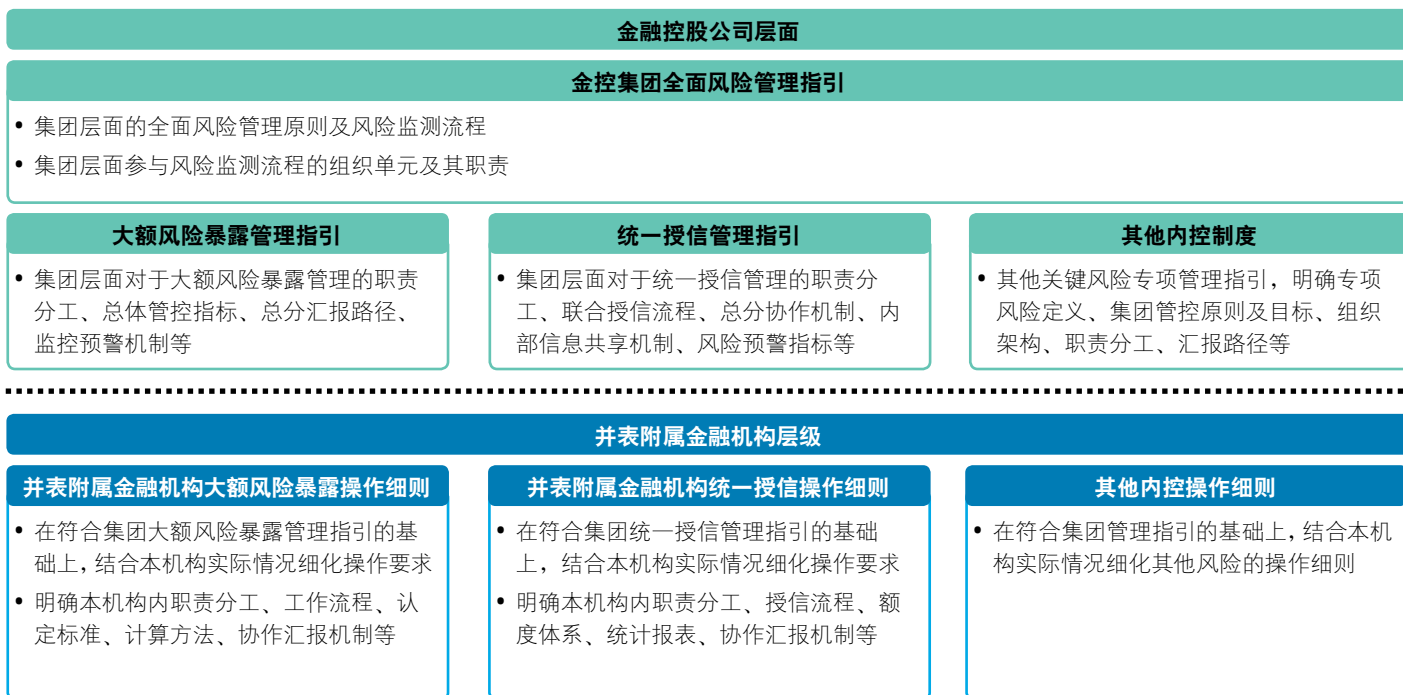 金融控股公司层面
金控集团全面风险管理指引
• 集团层面的全面风险管理原则及风险监测流程
• 集团层面参与风险监测流程的组织单元及其职责
大额风险暴露管理指引
• 集团层面对于大额风险暴露管理的职责
分工、总体管控指标、总分汇报路径、
监控预警机制等
统一授信管理指引
• 集团层面对于统一授信管理的职责分
工、联合授信流程、总分协作机制、内
部信息共享机制、风险预警指标等
其他内控制度
• 其他关键风险专项管理指引，明确专项
风险定义、集团管控原则及目标、组织
架构、职责分工、汇报路径等
并表附属金融机构层级
并表附属金融机构大额风险暴露操作细则
• 在符合集团大额风险暴露管理指引的基
础上，结合本机构实际情况细化操作要求
• 明确本机构内职责分工、工作流程、认
定标准、计算方法、协作汇报机制等
并表附属金融机构统一授信操作细则
• 在符合集团统一授信管理指引的基础
上，结合本机构实际情况细化操作要求
• 明确本机构内职责分工、授信流程、额
度体系、统计报表、协作汇报机制等
其他内控操作细则
• 在符合集团管理指引的基础上，结合本机
构实际情况细化其他风险的操作细则